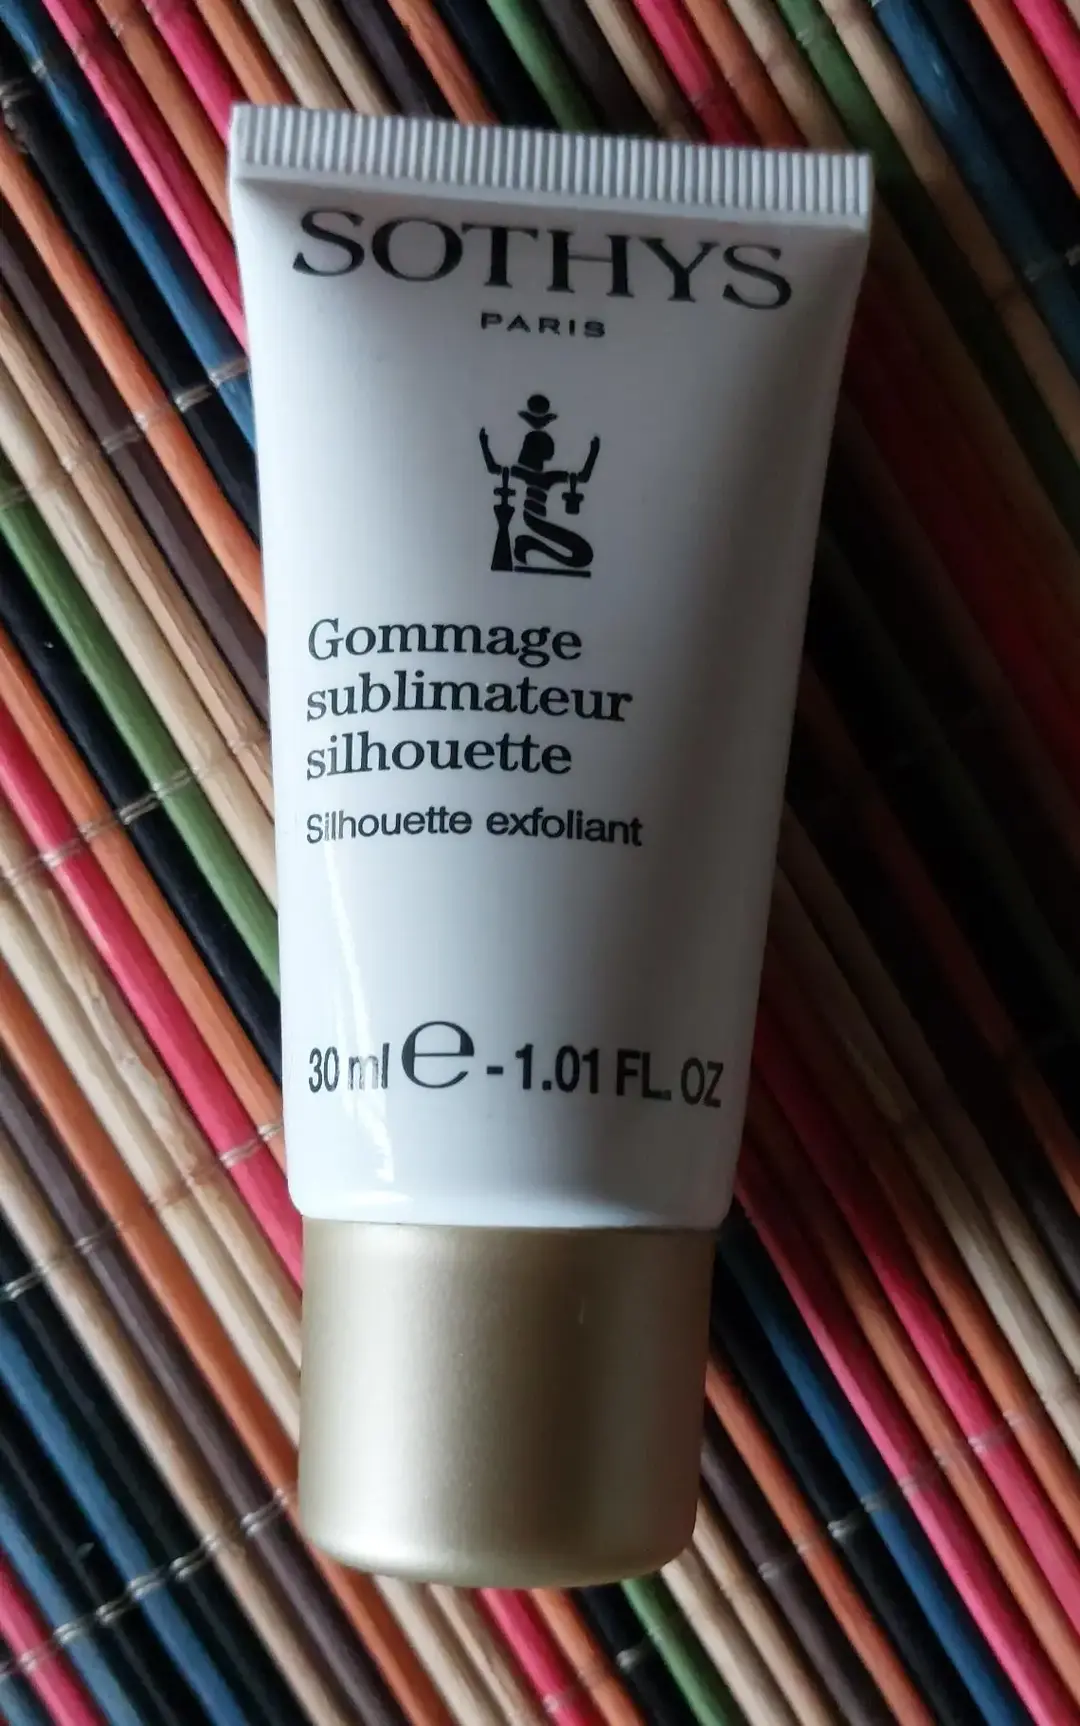 SOTHYS
PARIS
Gommage
sublimateur
silhouette
Silhouette exfoliant
30 ml e - 1.01 FL. OZ